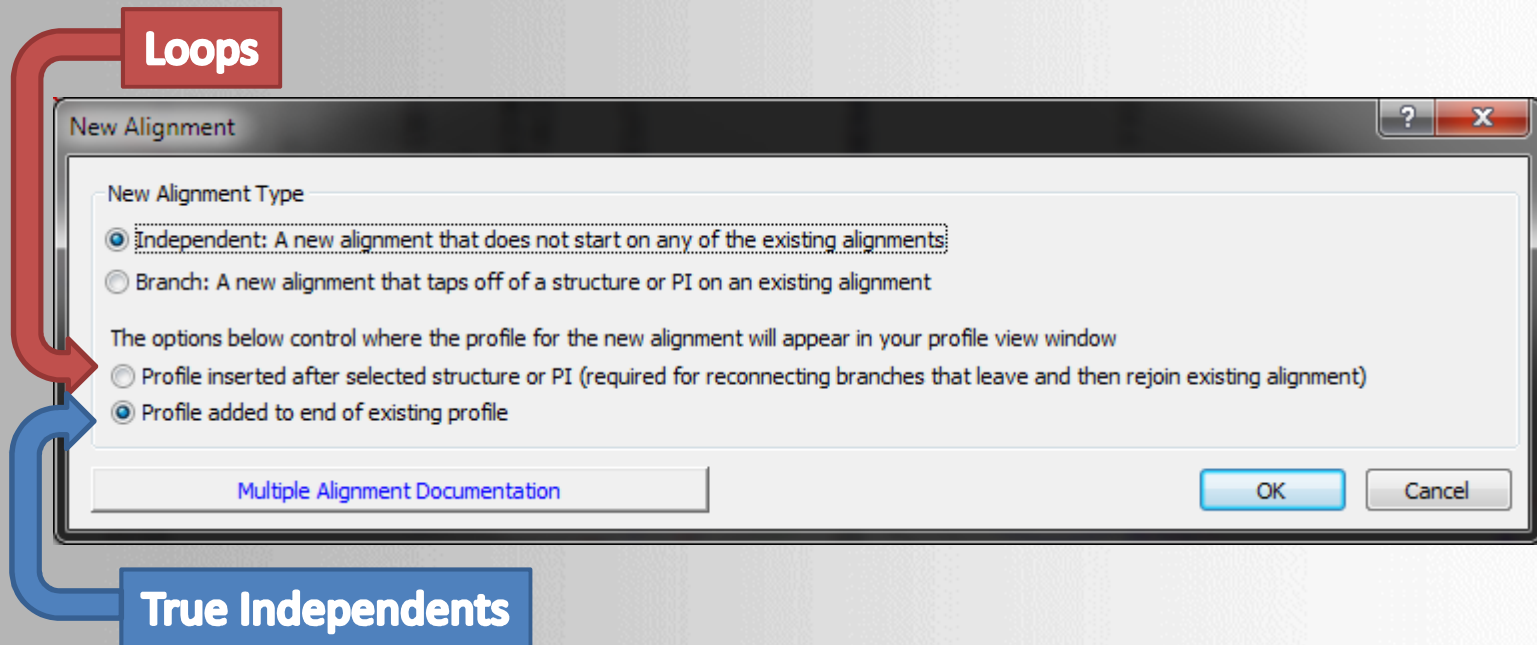 Loops
New Alignment
?
x
New Alignment Type
Independent: A new alignment that does not start on any of the existing alignments
Branch: A new alignment that taps off of a structure or PI on an existing alignment
The options below control where the profile for the new alignment will appear in your profile view window
Profile inserted after selected structure or PI (required for reconnecting branches that leave and then rejoin existing alignment)
Profile added to end of existing profile
Multiple Alignment Documentation
OK
Cancel
True Independents